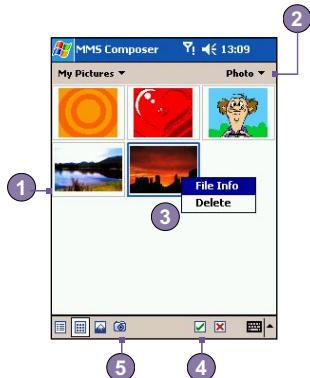 MMS Composer 13:09
My Pictures Photo
File Info
Delete
1
2
3
4
5